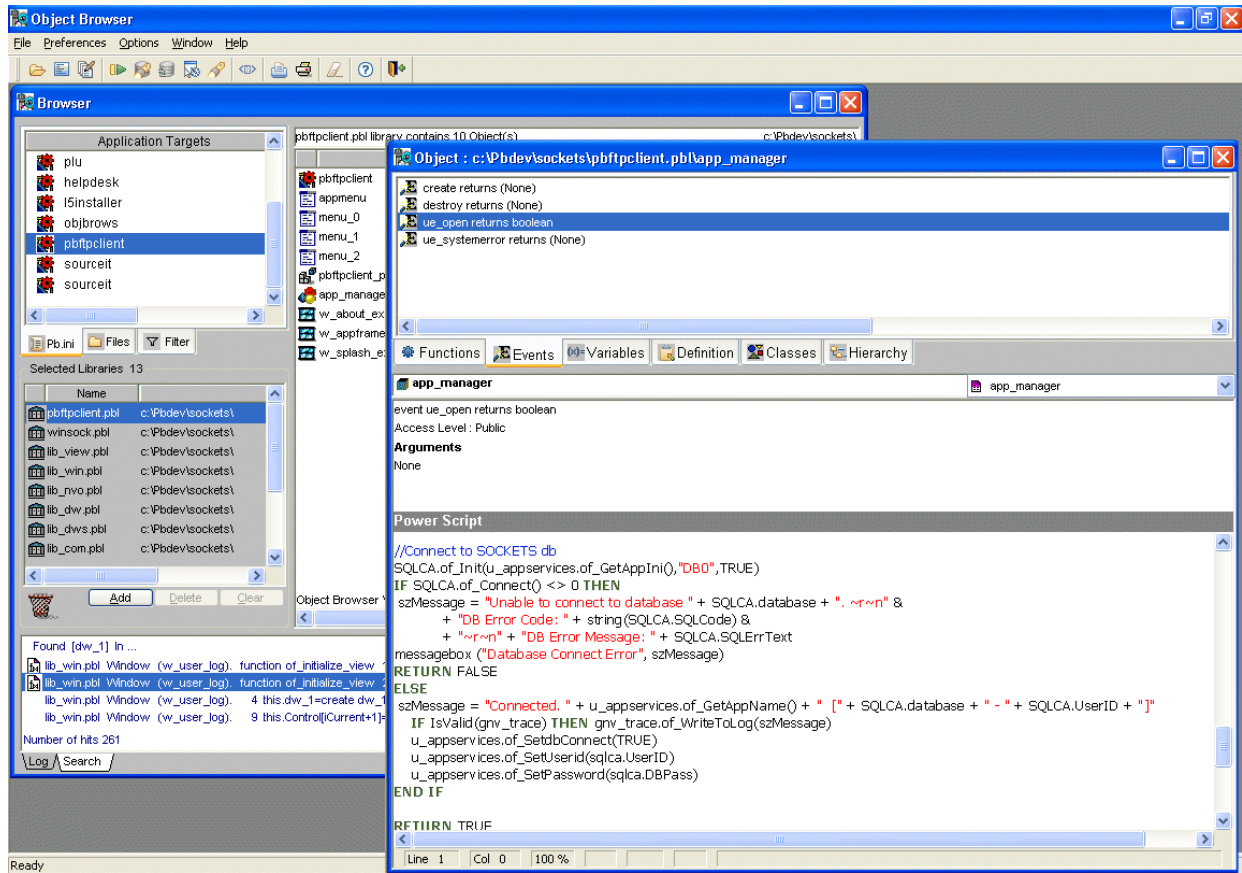 Object Browser
File Preferences Options Window Help
Browser
Application Targets
plu
helpdesk
l5installer
objbrows
pbftpclient
sourceit
sourceit
Pb.ini Files Filter
Selected Libraries 13
Name
pbftpclient.pbl c:\Pbdev\sockets\
winsock.pbl c:\Pbdev\sockets\
lib_view.pbl c:\Pbdev\sockets\
lib_win.pbl c:\Pbdev\sockets\
lib_nvo.pbl c:\Pbdev\sockets\
lib_dw.pbl c:\Pbdev\sockets\
lib_dws.pbl c:\Pbdev\sockets\
lib_com.pbl c:\Pbdev\sockets\
Add Delete Clear
pbftpclient.pbl library contains 10 Object(s) c:\Pbdev\sockets\
pbftpclient
appmenu
menu_0
menu_1
menu_2
pbftpclient_p
app_manage
w_about_ex
w_appframe
w_splash_e
Object Browser
Found [dw_1] In ...
lib_win.pbl Window (w_user_log). function of_initialize_view
lib_win.pbl Window (w_user_log). function of_initialize_view
lib_win.pbl Window (w_user_log). 4 this.dw_1=create dw_1
lib_win.pbl Window (w_user_log). 9 this.Control[iCurrent+1]=
Number of hits 261
Log Search
Ready
Object : c:\Pbdev\sockets\pbftpclient.pbl\app_manager
create returns (None)
destroy returns (None)
ue_open returns boolean
ue_systemerror returns (None)
Functions Events Variables Definition Classes Hierarchy
app_manager app_manager
event ue_open returns boolean
Access Level : Public
Arguments
None
Power Script
//Connect to SOCKETS db
SQLCA.of_Init(u_appservices.of_GetAppIni(),"DB0",TRUE)
IF SQLCA.of_Connect() <> 0 THEN
szMessage = "Unable to connect to database " + SQLCA.database + ". ~r~n" &
+ "DB Error Code: " + string(SQLCA.SQLCode) &
+ "~r~n" + "DB Error Message: " + SQLCA.SQLErrText
messagebox ("Database Connect Error", szMessage)
RETURN FALSE
ELSE
szMessage = "Connected. " + u_appservices.of_GetAppName() + " [" + SQLCA.database + " - " + SQLCA.UserID + "]"
IF IsValid(gnv_trace) THEN gnv_trace.of_WriteToLog(szMessage)
u_appservices.of_SetdbConnect(TRUE)
u_appservices.of_SetUserid(sqlca.UserID)
u_appservices.of_SetPassword(sqlca.DBPass)
END IF
RETURN TRUE
Line 1 Col 0 100 %